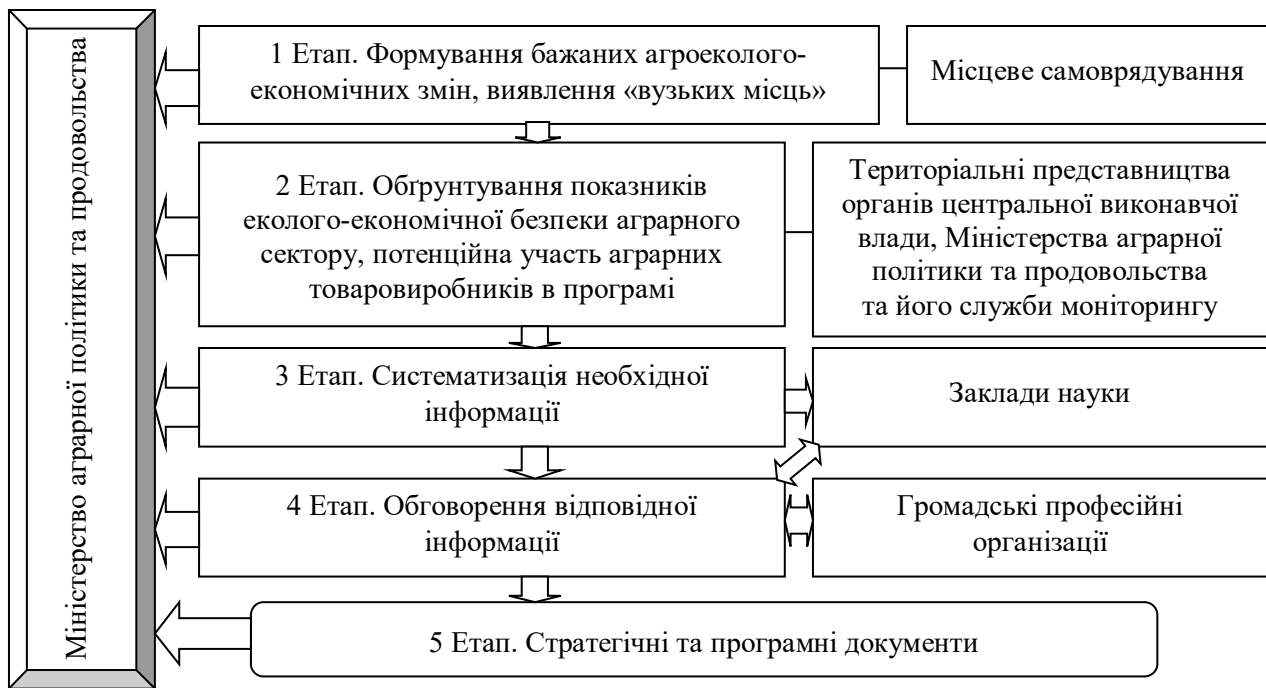 Міністерство аграрної політики та продовольства
1 Етап. Формування бажаних агроеколого-
економічних змін, виявлення «вузьких місць»
Місцеве самоврядування
2 Етап. Обґрунтування показників
еколого-економічної безпеки аграрного
сектору, потенційна участь аграрних
товаровиробників в програмі
Територіальні представництва
органів центральної виконавчої
влади, Міністерства аграрної
політики та продовольства
та його служби моніторингу
3 Етап. Систематизація необхідної
інформації
Заклади науки
4 Етап. Обговорення відповідної
інформації
Громадські професійні
організації
5 Етап. Стратегічні та програмні документи